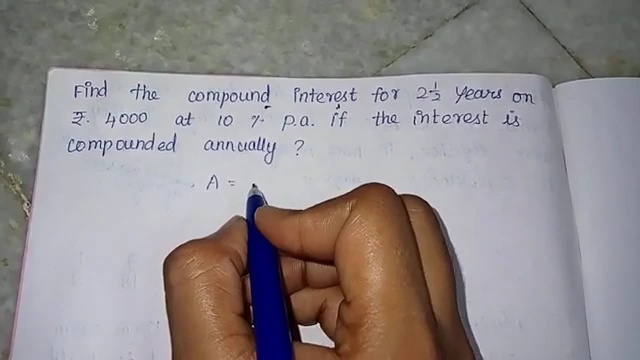 Find the compound interest for 2½ years on
₹. 4000 at 10 % p.a. if the interest is
compounded annually ?
A =